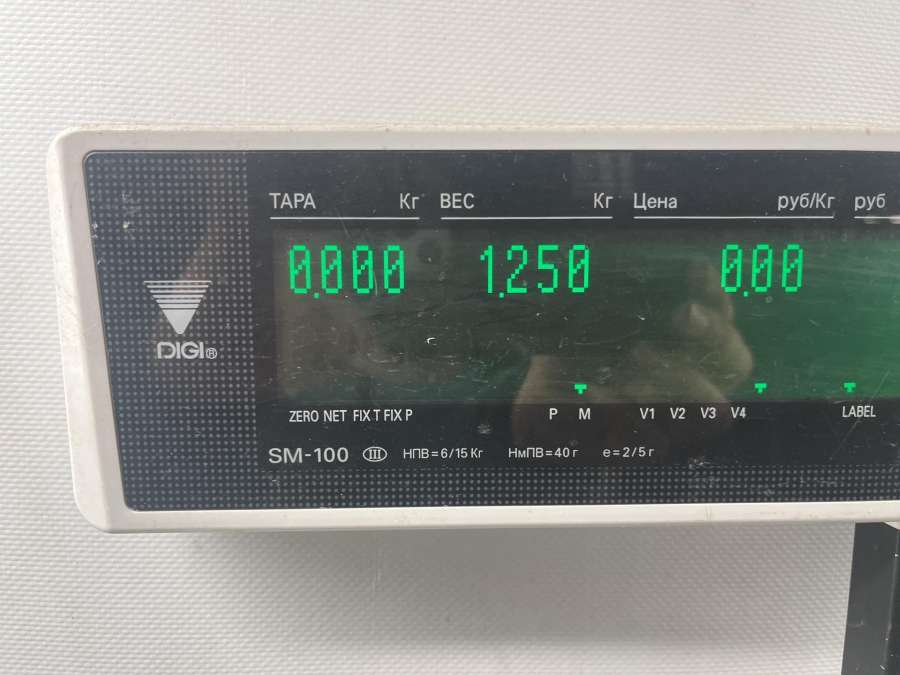 ТАРА Кг ВЕС Кг Цена руб/Кг руб
0.000 1.250 0.00
DIGI®
ZERO NET FIX T FIX P P M V1 V2 V3 V4 LABEL
SM-100 III НПВ=6/15 Кг НмПВ=40 г e=2/5 г